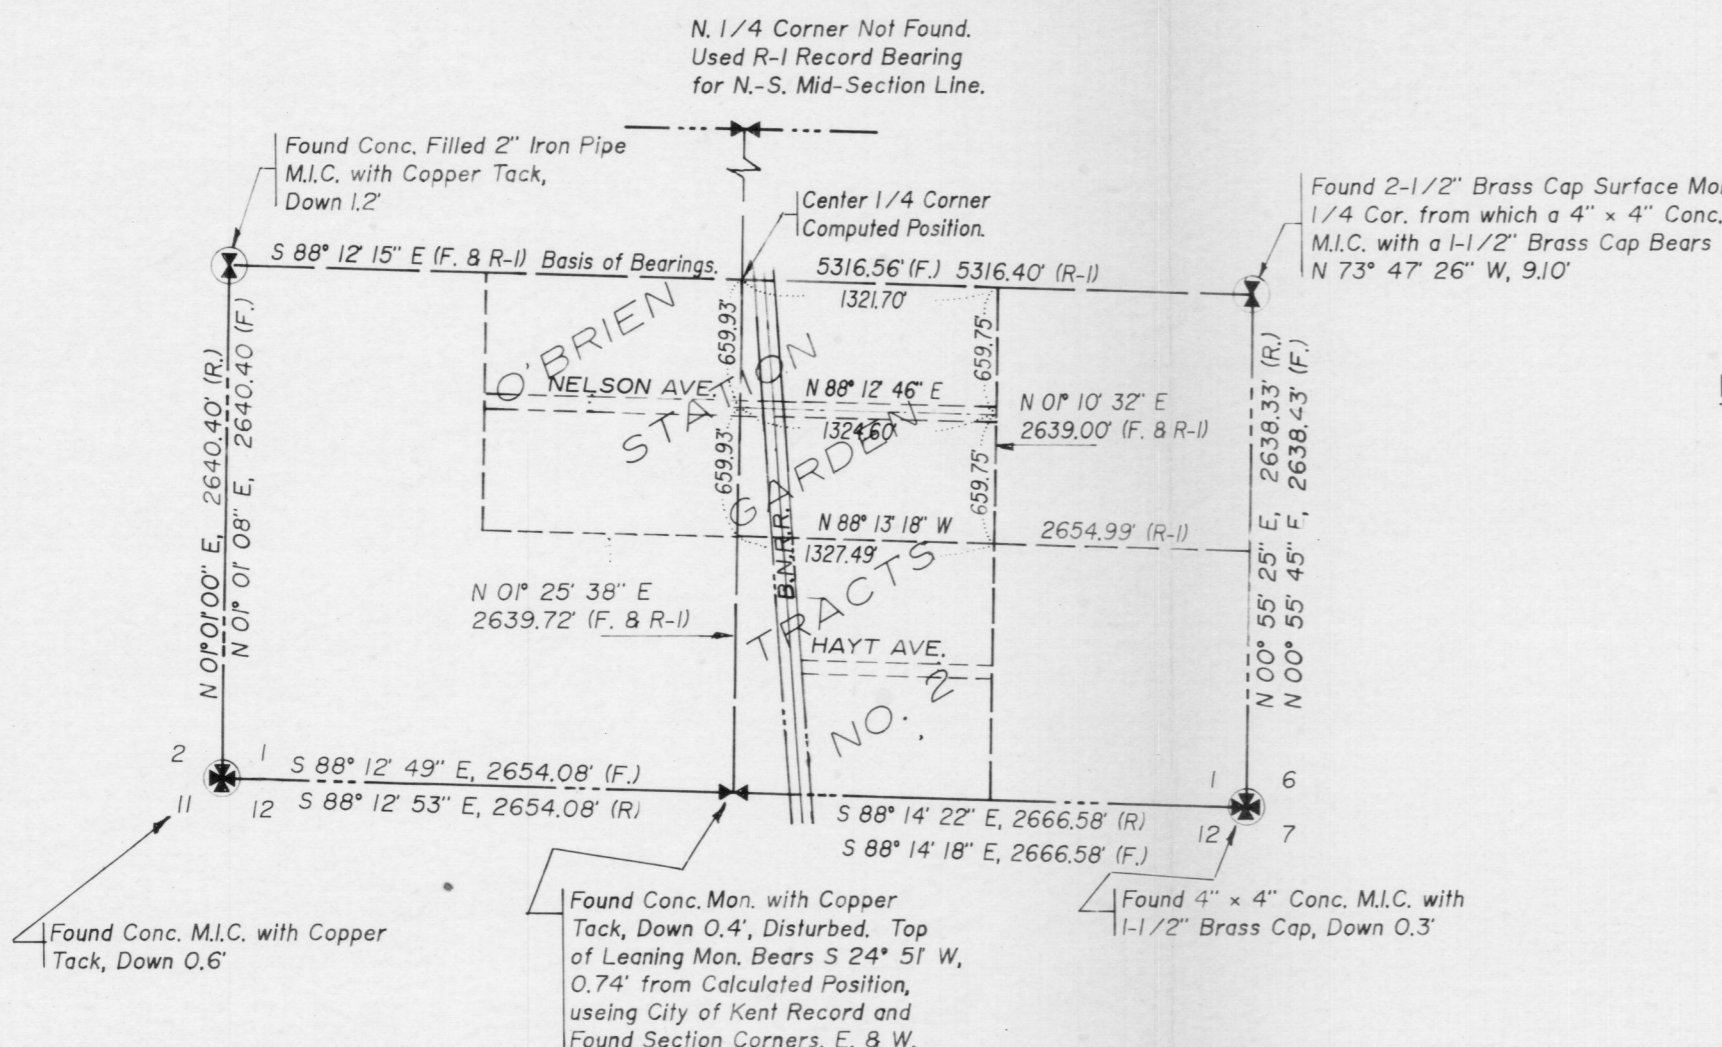 N. 1/4 Corner Not Found.
Used R-1 Record Bearing
for N.-S. Mid-Section Line.
Found Conc. Filled 2" Iron Pipe
M.I.C. with Copper Tack,
Down 1.2'
Center 1/4 Corner
Computed Position.
Found 2-1/2" Brass Cap Surface
1/4 Cor. from which a 4" × 4" Conc.
M.I.C. with a 1-1/2" Brass Cap Bears
N 73° 47' 26" W, 9.10'
S 88° 12' 15" E (F. & R-1) Basis of Bearings.
5316.56' (F.) 5316.40' (R-1)
1321.70'
O'BRIEN
STATION
GARDEN
TRACTS
NO. 2
659.93'
659.75'
NELSON AVE.
N 88° 12' 46" E
1324.60'
N 01° 10' 32" E
2639.00' (F. & R-1)
659.93'
659.75'
N 88° 13' 18" W
1327.49'
2654.99' (R-1)
B.N.R.R.
N 01° 25' 38" E
2639.72' (F. & R-1)
HAYT AVE.
N 01° 01' 00" E, 2640.40' (R.)
N 01° 01' 08" E, 2640.40 (F.)
N 00° 55' 25" E, 2638.33' (R.)
N 00° 55' 45" E, 2638.43' (F.)
2 1
11 12
S 88° 12' 49" E, 2654.08' (F.)
S 88° 12' 53" E, 2654.08' (R)
S 88° 14' 22" E, 2666.58' (R)
S 88° 14' 18" E, 2666.58' (F.)
1 6
12 7
Found Conc. M.I.C. with Copper
Tack, Down 0.6'
Found Conc. Mon. with Copper
Tack, Down 0.4', Disturbed. Top
of Leaning Mon. Bears S 24° 51' W,
0.74' from Calculated Position,
useing City of Kent Record and
Found Section Corners, E. & W.
Found 4" × 4" Conc. M.I.C. with
1-1/2" Brass Cap, Down 0.3'